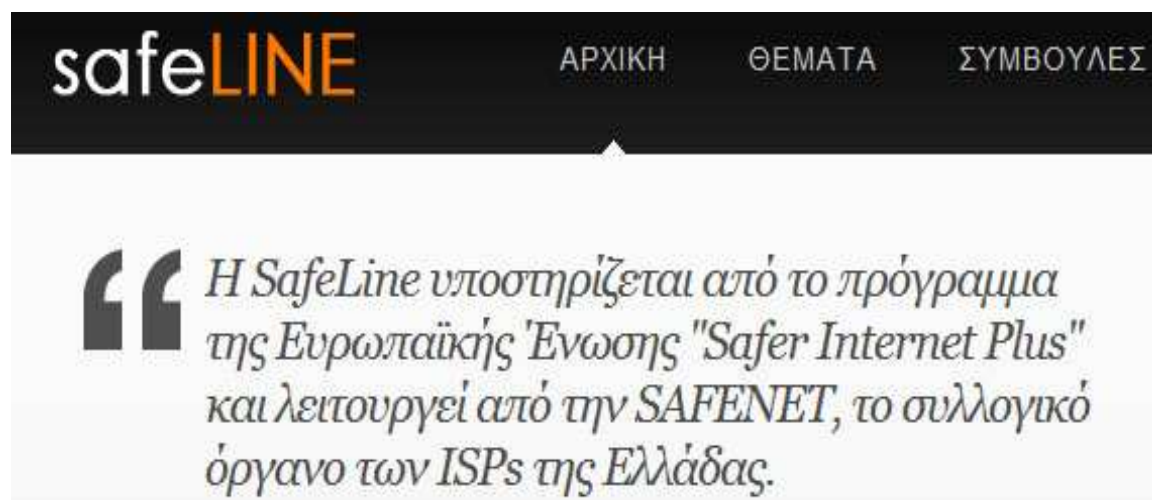 safeLINE
ΑΡΧΙΚΗ ΘΕΜΑΤΑ ΣΥΜΒΟΥΛΕΣ
“ Η SafeLine υποστηρίζεται από το πρόγραμμα
της Ευρωπαϊκής Ένωσης "Safer Internet Plus"
και λειτουργεί από την SAFENET, το συλλογικό
όργανο των ISPs της Ελλάδας.